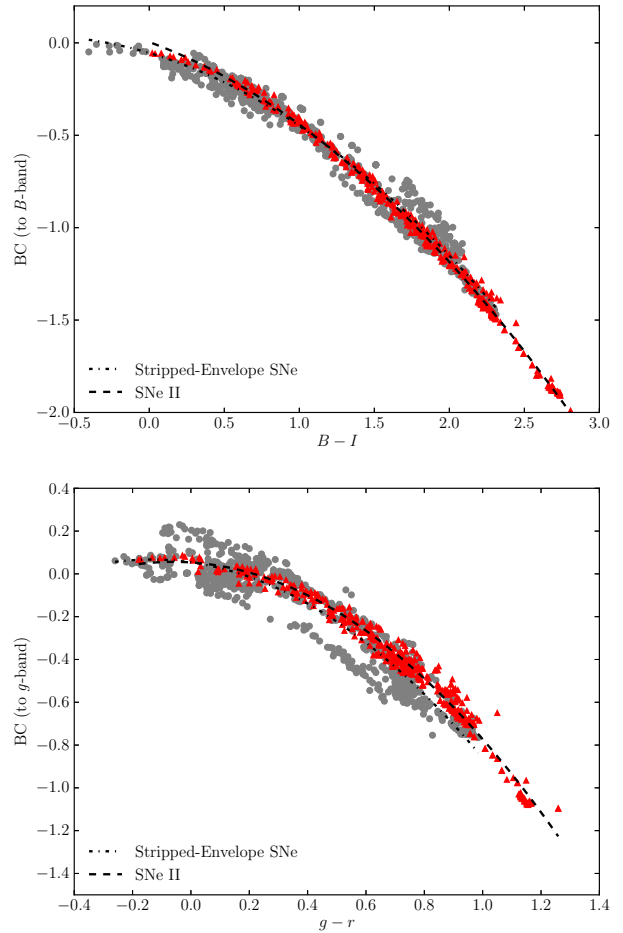 0.0
−0.5
−1.0
−1.5
−2.0
BC (to B-band)
Stripped-Envelope SNe
SNe II
−0.5 0.0 0.5 1.0 1.5 2.0 2.5 3.0
B − I
0.4
0.2
0.0
−0.2
−0.4
−0.6
−0.8
−1.0
−1.2
−1.4
BC (to g-band)
Stripped-Envelope SNe
SNe II
−0.4 −0.2 0.0 0.2 0.4 0.6 0.8 1.0 1.2 1.4
g − r